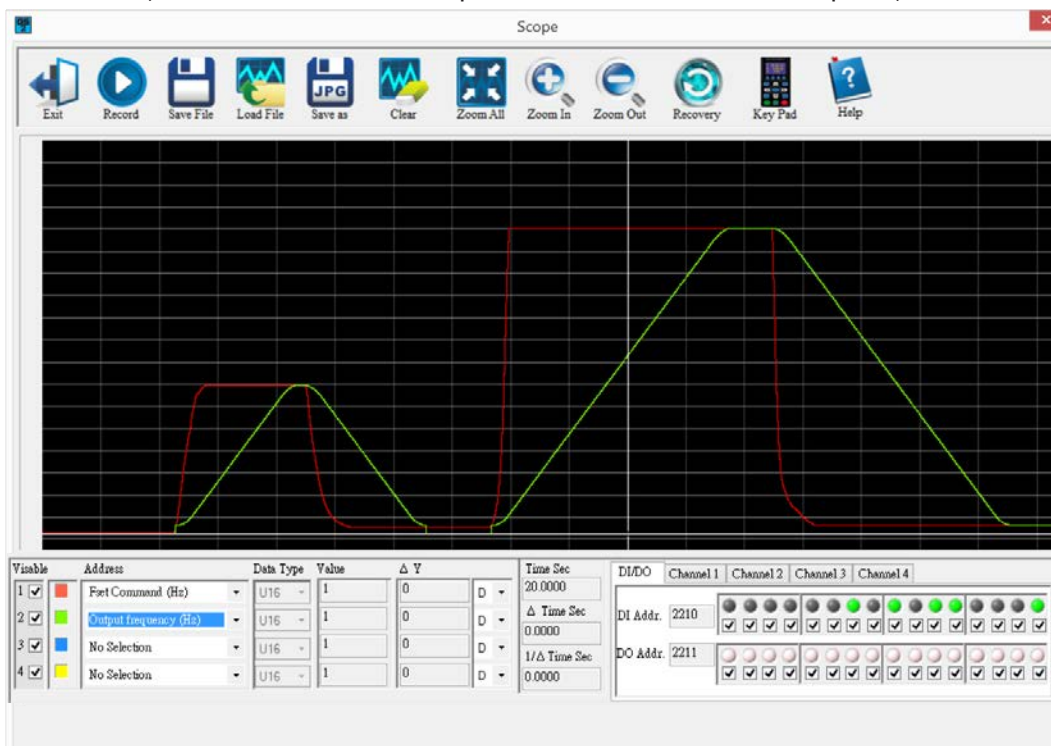 Scope
Exit Record Save File Load File Save as Clear Zoom All Zoom In Zoom Out Recovery Key Pad Help
JPG
Visable Address Data Type Value Δ Y Time Sec DI/DO Channel 1 Channel 2 Channel 3 Channel 4
1 Fset Command (Hz) U16 1 0 D 20.0000
2 Output frequency (Hz) U16 1 0 D Δ Time Sec DI Addr. 2210
0.0000
3 No Selection U16 1 0 D 1/Δ Time Sec DO Addr. 2211
4 No Selection U16 1 0 D 0.0000